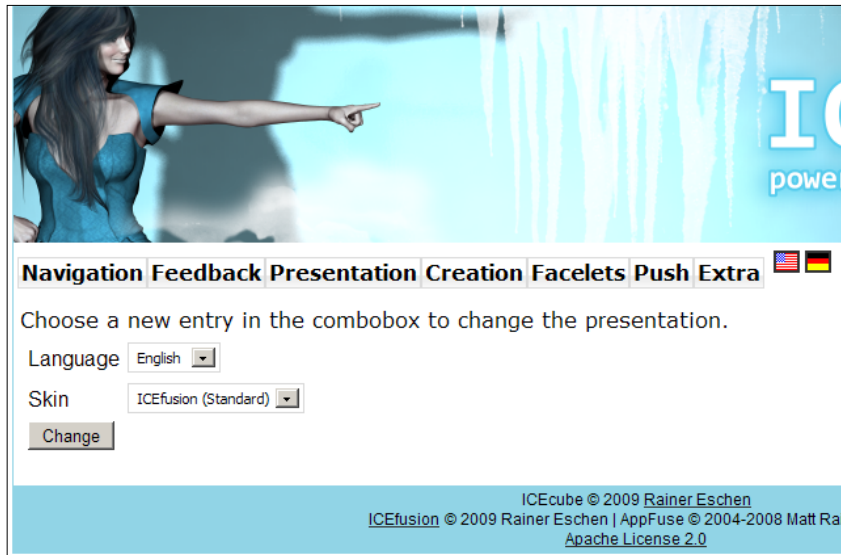 IC
power
Navigation Feedback Presentation Creation Facelets Push Extra
Choose a new entry in the combobox to change the presentation.
Language English
Skin ICEfusion (Standard)
Change
ICEcube © 2009 Rainer Eschen
ICEfusion © 2009 Rainer Eschen | AppFuse © 2004-2008 Matt Ra
Apache License 2.0